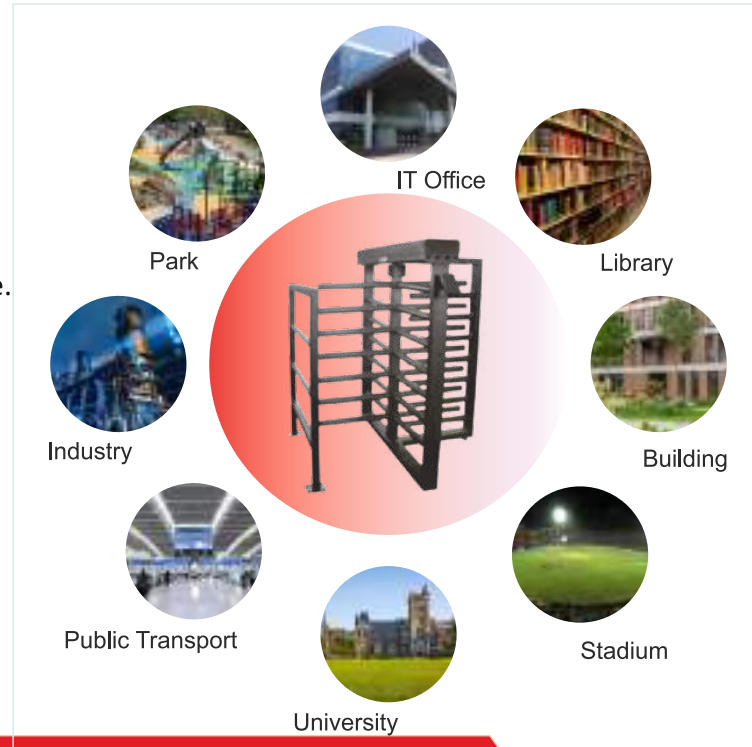 IT Office
Park
Library
e.
Industry
Building
Public Transport
Stadium
University